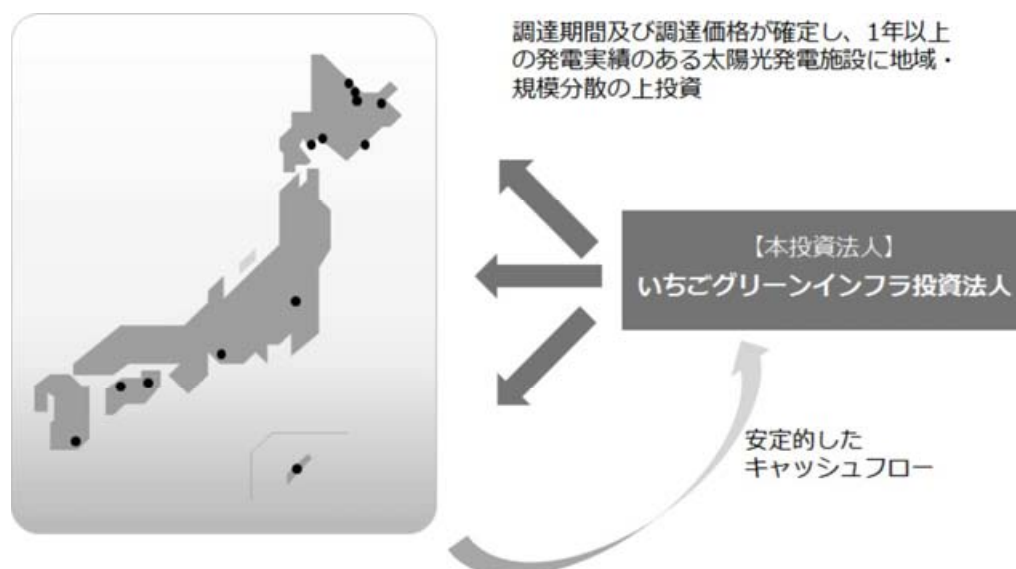 調達期間及び調達価格が確定し、1年以上
の発電実績のある太陽光発電施設に地域・
規模分散の上投資
【本投資法人】
いちごグリーンインフラ投資法人
安定的した
キャッシュフロー